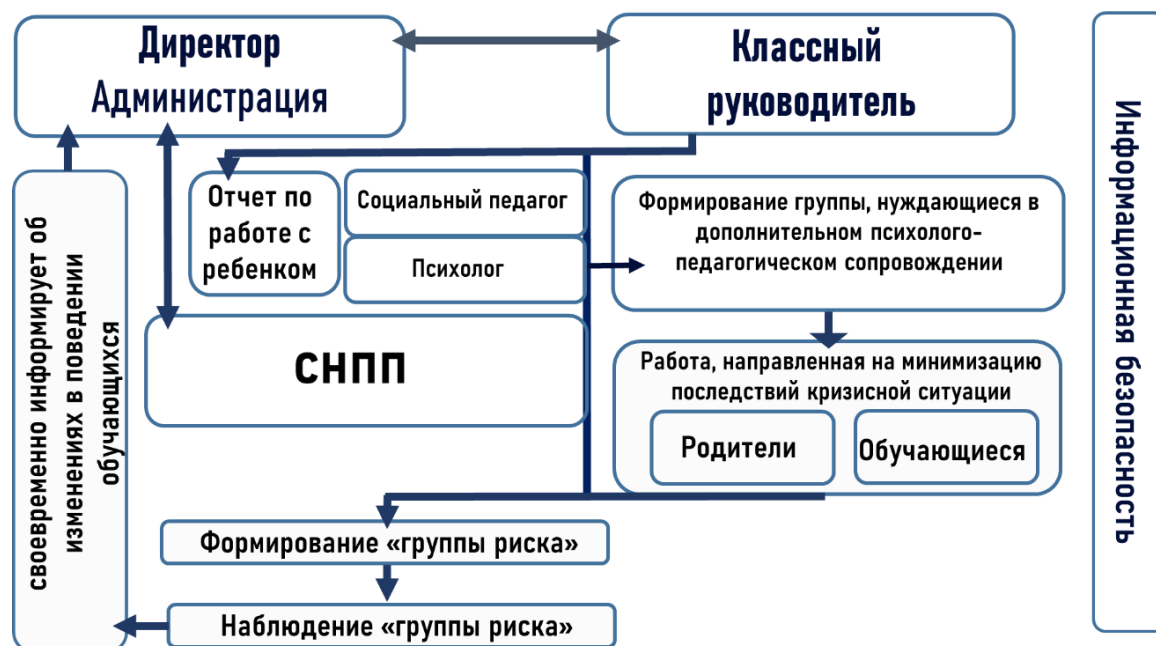 Директор
Администрация
Классный
руководитель
Информационная безопасность
своевременно информирует об
изменениях в поведении
обучающихся
Отчет по
работе с
ребенком
Социальный педагог
Психолог
Формирование группы, нуждающиеся в
дополнительном психолого-
педагогическом сопровождении
СНПП
Работа, направленная на минимизацию
последствий кризисной ситуации
Родители
Обучающиеся
Формирование «группы риска»
Наблюдение «группы риска»